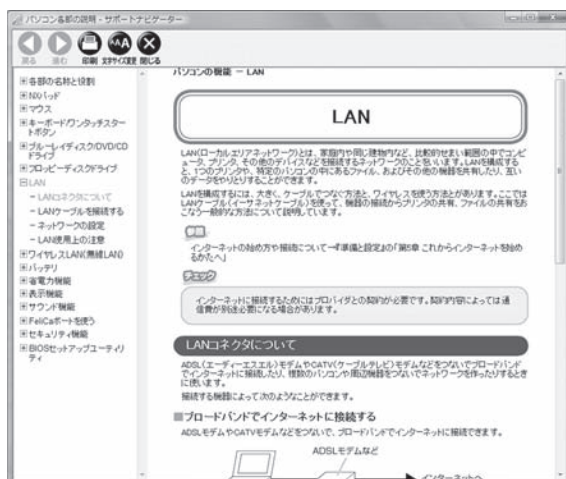 パソコン各部の説明 - サポートナビゲーター
戻る 進む 印刷 文字サイズ変更 閉じる
各部の名称と役割
NXパッド
マウス
キーボード/ワンタッチスター
トボタン
ブルーレイディスク/DVD/CD
ドライブ
フロッピーディスクドライブ
LAN
- LANコネクタについて
- LANケーブルを接続する
- ネットワークの設定
- LAN使用上の注意
ワイヤレスLAN(無線LAN)
バッテリ
省電力機能
表示機能
サウンド機能
FeliCaポートを使う
セキュリティ機能
BIOSセットアップユーティリ
ティ
パソコンの機能 - LAN
LAN
LAN(ローカルエリアネットワーク)とは、家庭内や同じ建物内など、比較的せまい範囲の中でコンピ
ュータ、プリンタ、その他のデバイスなどを接続するネットワークのことをいいます。LANを構成する
と、1つのプリンタや、特定のパソコンの中にあるファイル、およびその他の機器を共有したり、互い
のデータをやりとりすることができます。
LANを構成するには、大きく、ケーブルでつなぐ方法と、ワイヤレスを使う方法とがあります。ここでは
LANケーブル(イーサネットケーブル)を使って、機器の接続からプリンタの共有、ファイルの共有をお
こなう一般的な方法について説明しています。
インターネットの始め方や接続について→『準備と設定』の「第5章 これからインターネットを始め
るかたへ」
チェック
インターネットに接続するためにはプロバイダとの契約が必要です。契約内容によっては通
信費が別途必要になる場合があります。
LANコネクタについて
ADSL(エーディーエスエル)モデムやCATV(ケーブルテレビ)モデムなどをつないでブロードバンド
でインターネットに接続したり、複数のパソコンや周辺機器をつないでネットワークを作ったりするとき
に使います。
接続する機器によって次のようなことができます。
■ブロードバンドでインターネットに接続する
ADSLモデムやCATVモデムなどをつないで、ブロードバンドでインターネットに接続できます。
ADSLモデムなど
インターネットへ